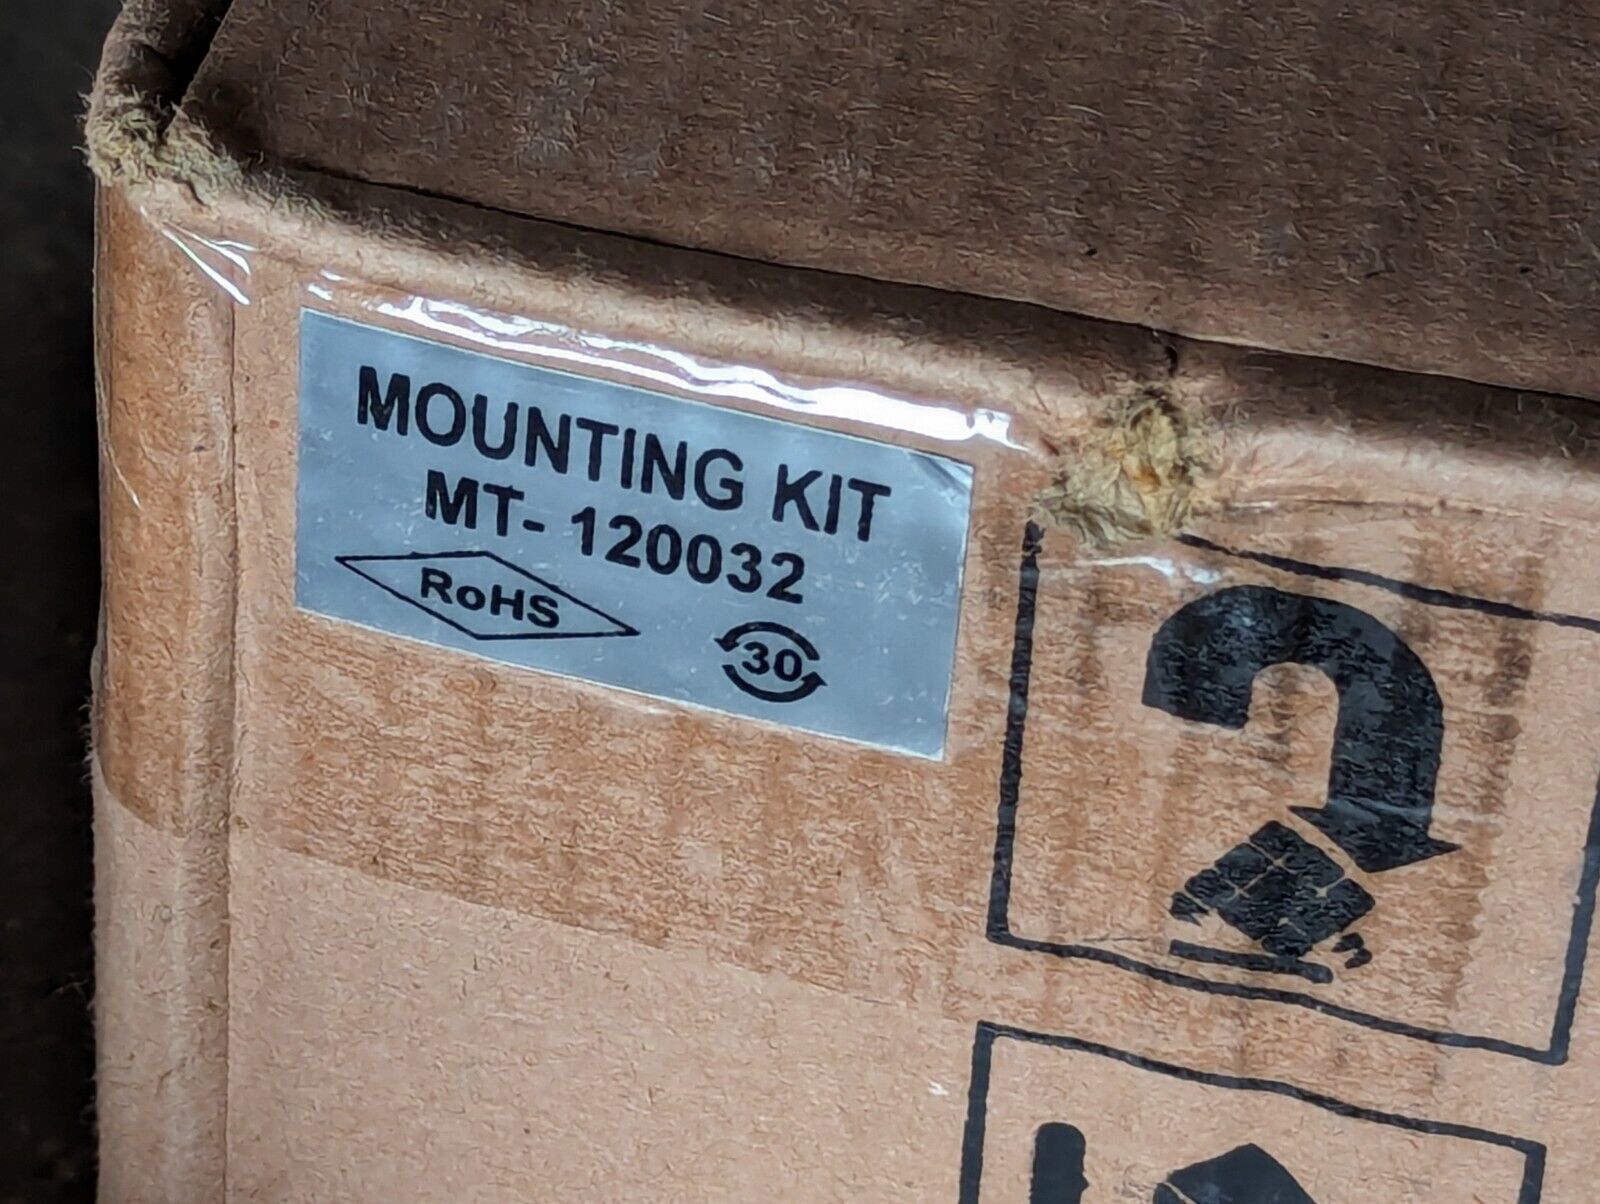 MOUNTING KIT
MT- 120032
RoHS
30